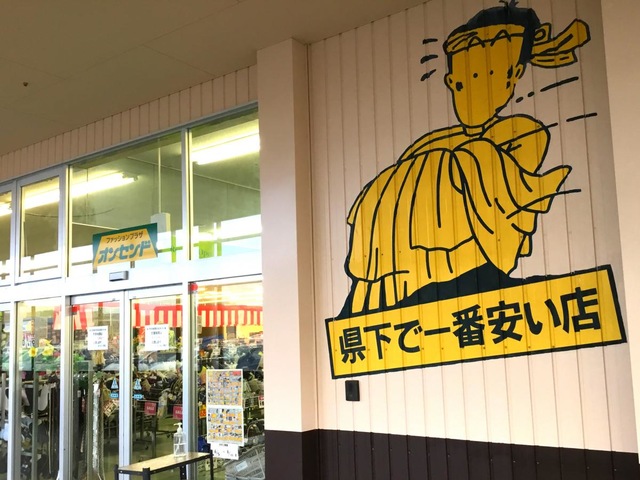 ファッションプラザ
オンセンド
県下で一番安い店